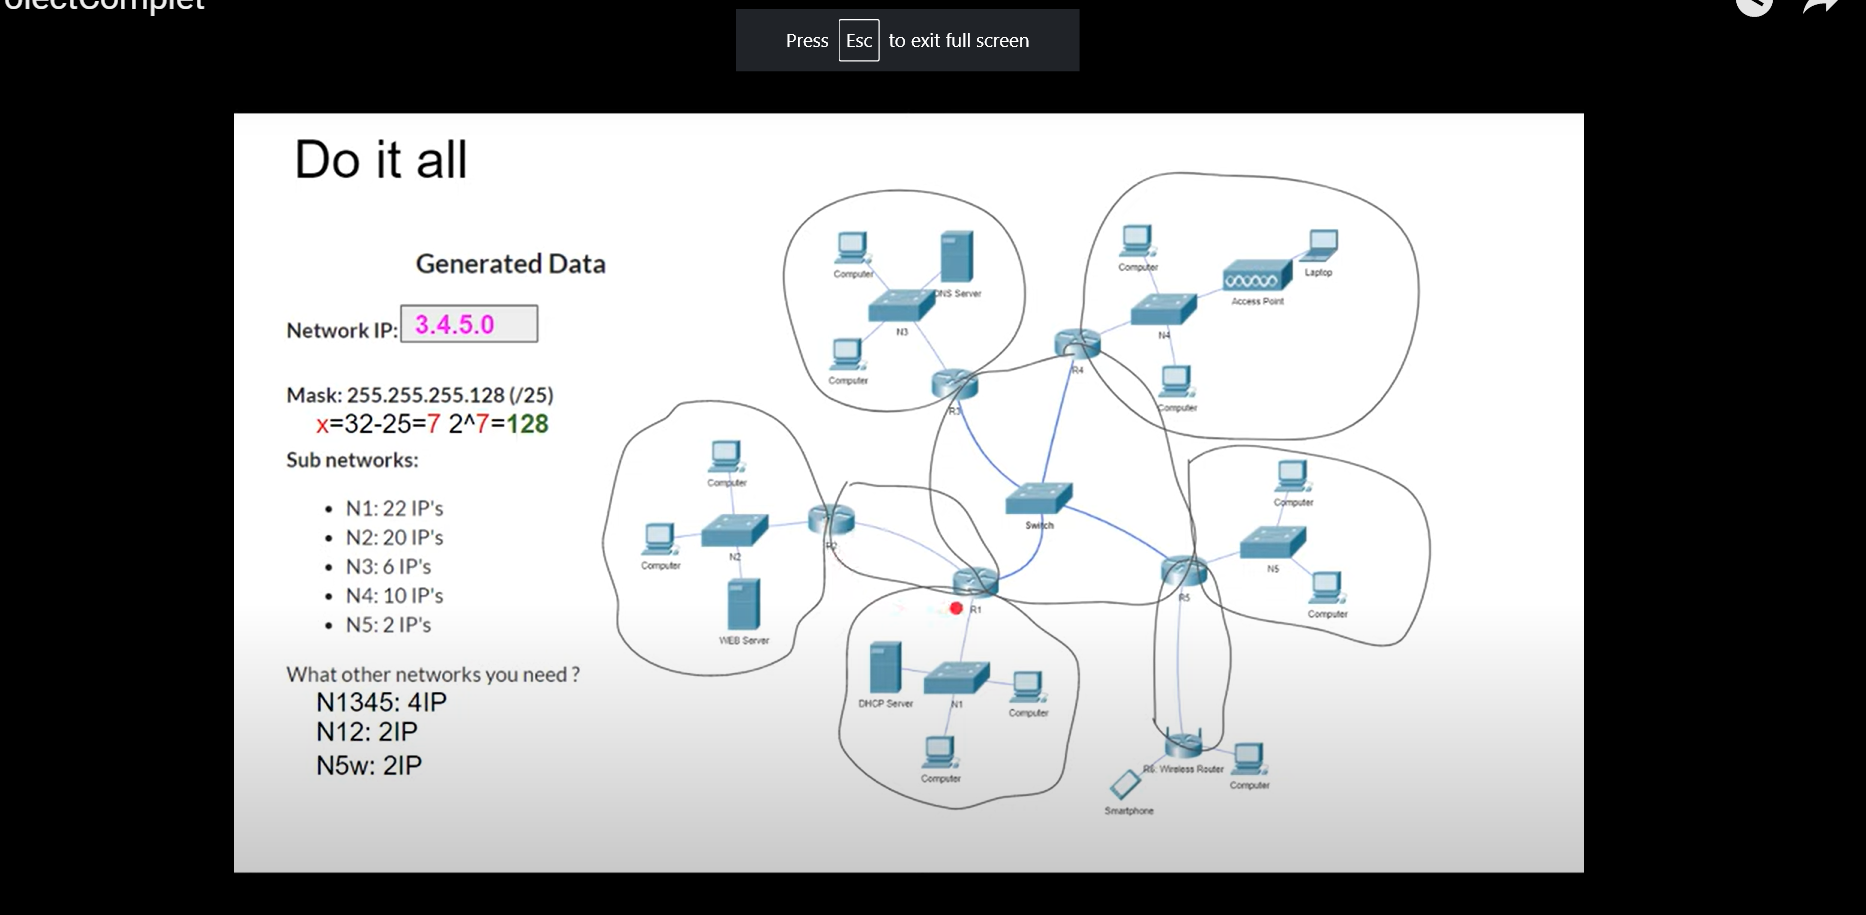 Press Esc to exit full screen
Do it all
Generated Data
Network IP: 3.4.5.0
Mask: 255.255.255.128 (/25)
x=32-25=7 2^7=128
Sub networks:
• N1: 22 IP's
• N2: 20 IP's
• N3: 6 IP's
• N4: 10 IP's
• N5: 2 IP's
What other networks you need ?
N1345: 4IP
N12: 2IP
N5w: 2IP
Computer
DNS Server
N3
Computer
R3
Computer
Laptop
Access Point
N4
R4
Computer
Computer
Computer
N2
WEB Server
R2
Switch
Computer
N5
Computer
R5
R1
DHCP Server
N1
Computer
Computer
R6: Wireless Router
Computer
Smartphone